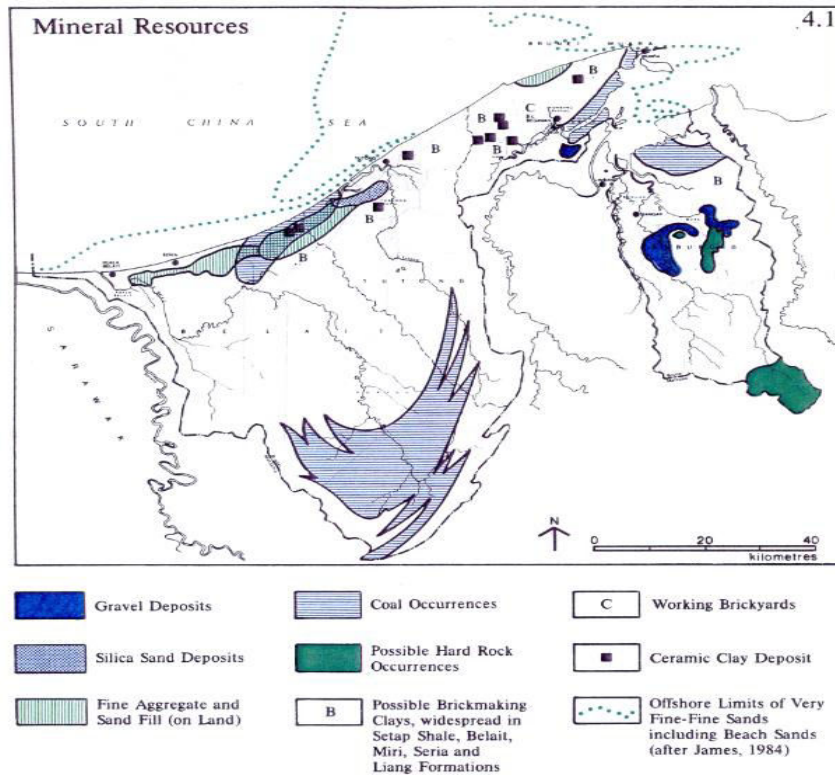 Mineral Resources
4.1
SOUTH CHINA SEA
SARAWAK
BELAIT
TUTONG
B
B
B
B
B
B
B
B
C
N
0 20 40
kilometres
Gravel Deposits
Silica Sand Deposits
Fine Aggregate and
Sand Fill (on Land)
Coal Occurrences
Possible Hard Rock
Occurrences
B
Possible Brickmaking
Clays, widespread in
Setap Shale, Belait,
Miri, Seria and
Liang Formations
C
Working Brickyards
Ceramic Clay Deposit
Offshore Limits of Very
Fine-Fine Sands
including Beach Sands
(after James, 1984)